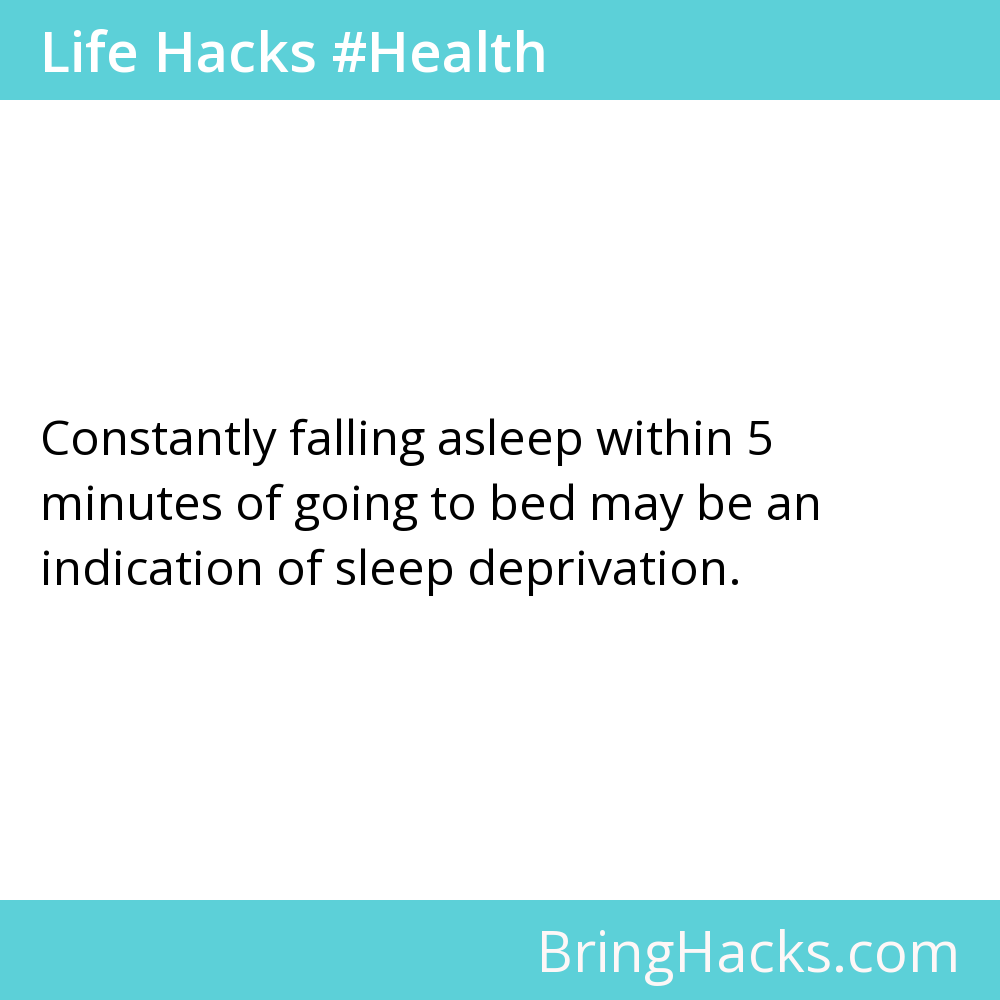 Life Hacks #Health
Constantly falling asleep within 5
minutes of going to bed may be an
indication of sleep deprivation.
BringHacks.com